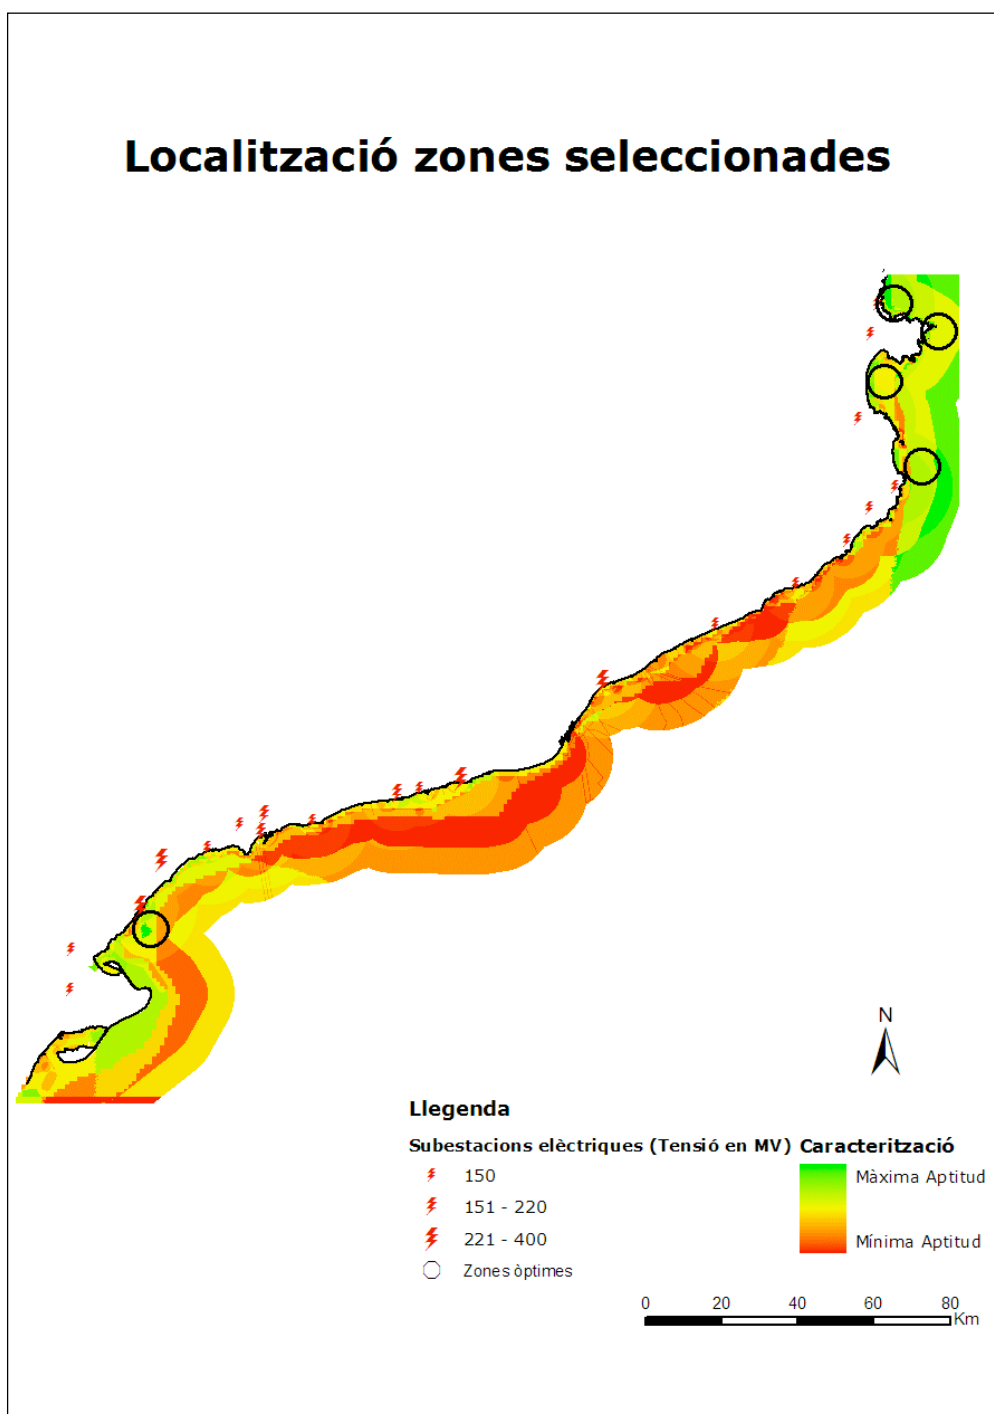 Localització zones seleccionades
N
Llegenda
Subestacions elèctriques (Tensió en MV)
150
151 - 220
221 - 400
Zones òptimes
Caracterització
Màxima Aptitud
Mínima Aptitud
0 20 40 60 80
Km